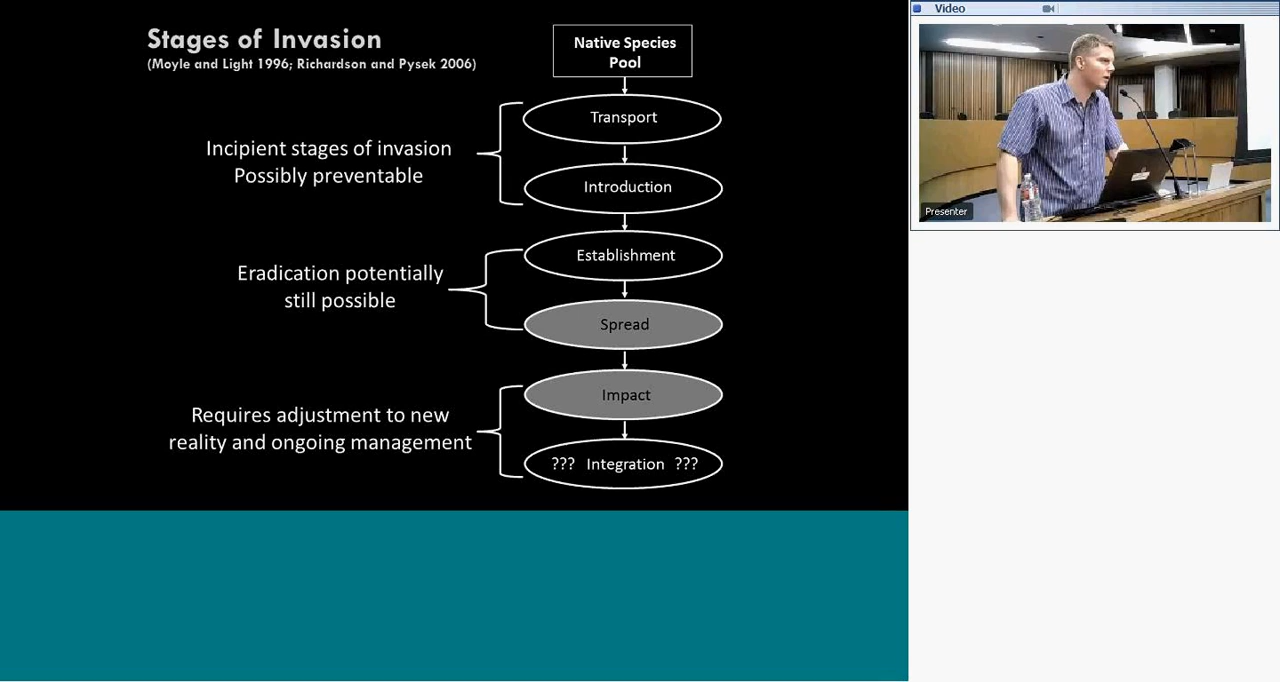 Stages of Invasion
(Moyle and Light 1996; Richardson and Pysek 2006)
Native Species
Pool
Transport
Incipient stages of invasion
Possibly preventable
Introduction
Establishment
Eradication potentially
still possible
Spread
Impact
Requires adjustment to new
reality and ongoing management
??? Integration ???
Video
Presenter